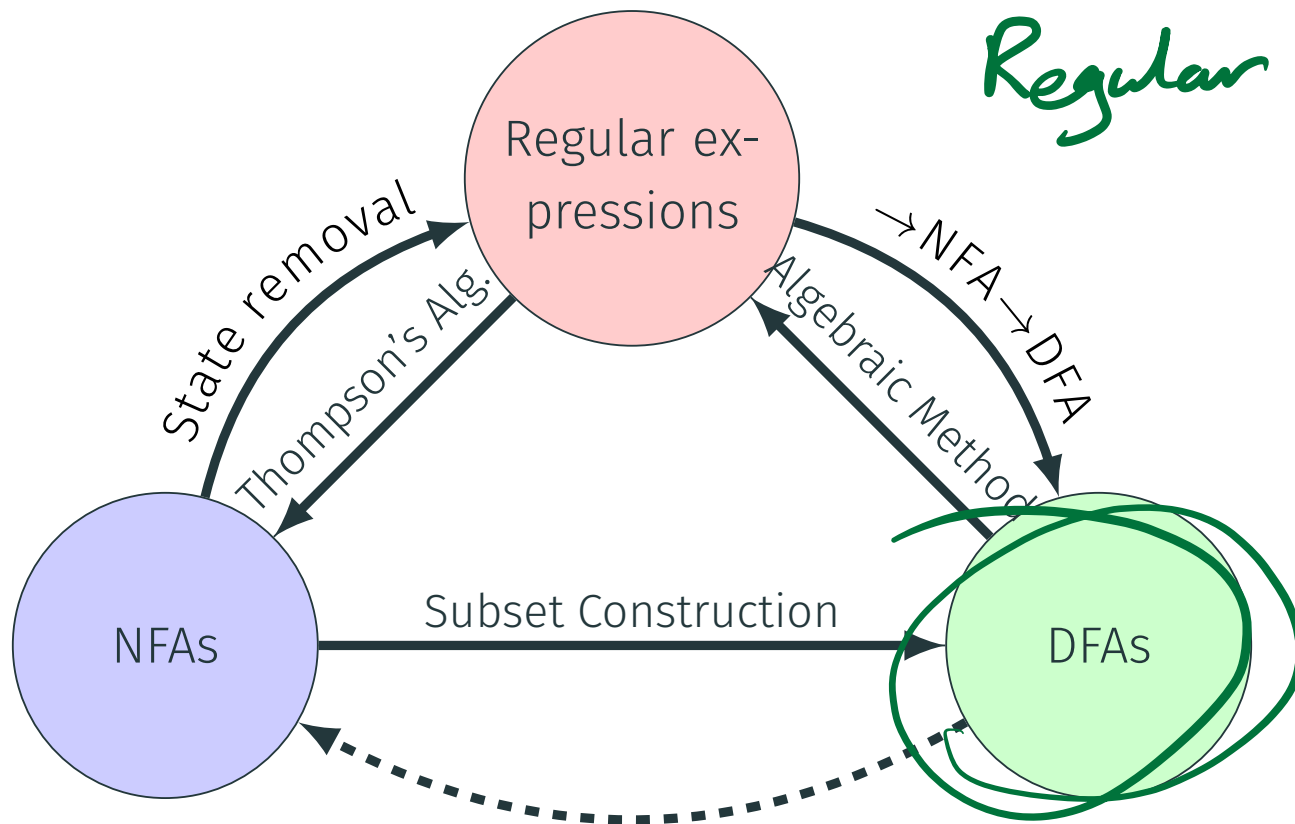 Regular
Regular ex-
pressions
State removal
Thompson's Alg.
Algebraic Method
→NFA→DFA
Subset Construction
NFAs
DFAs